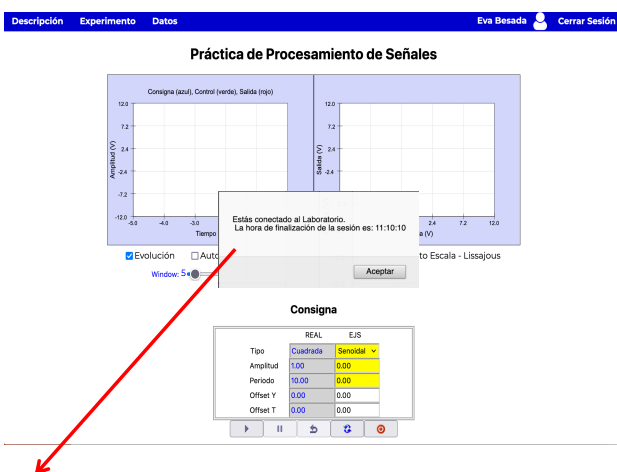 Descripción Experimento Datos Eva Besada Cerrar Sesión
Práctica de Procesamiento de Señales
Consigna (azul), Control (verde), Salida (rojo)
12.0
7.2
2.4
-2.4
-7.2
-12.0
Amplitud (V)
-5.0 -4.0 -3.0
Tiempo
12.0
7.2
2.4
-2.4
Salida (V)
2.4 7.2 12.0
a (V)
Estás conectado al Laboratorio.
La hora de finalización de la sesión es: 11:10:10
Aceptar
Evolución Auto
to Escala - Lissajous
Window: 5
Consigna
REAL EJS
Tipo Cuadrada Senoidal
Amplitud 1.00 0.00
Periodo 10.00 0.00
Offset Y 0.00 0.00
Offset T 0.00 0.00